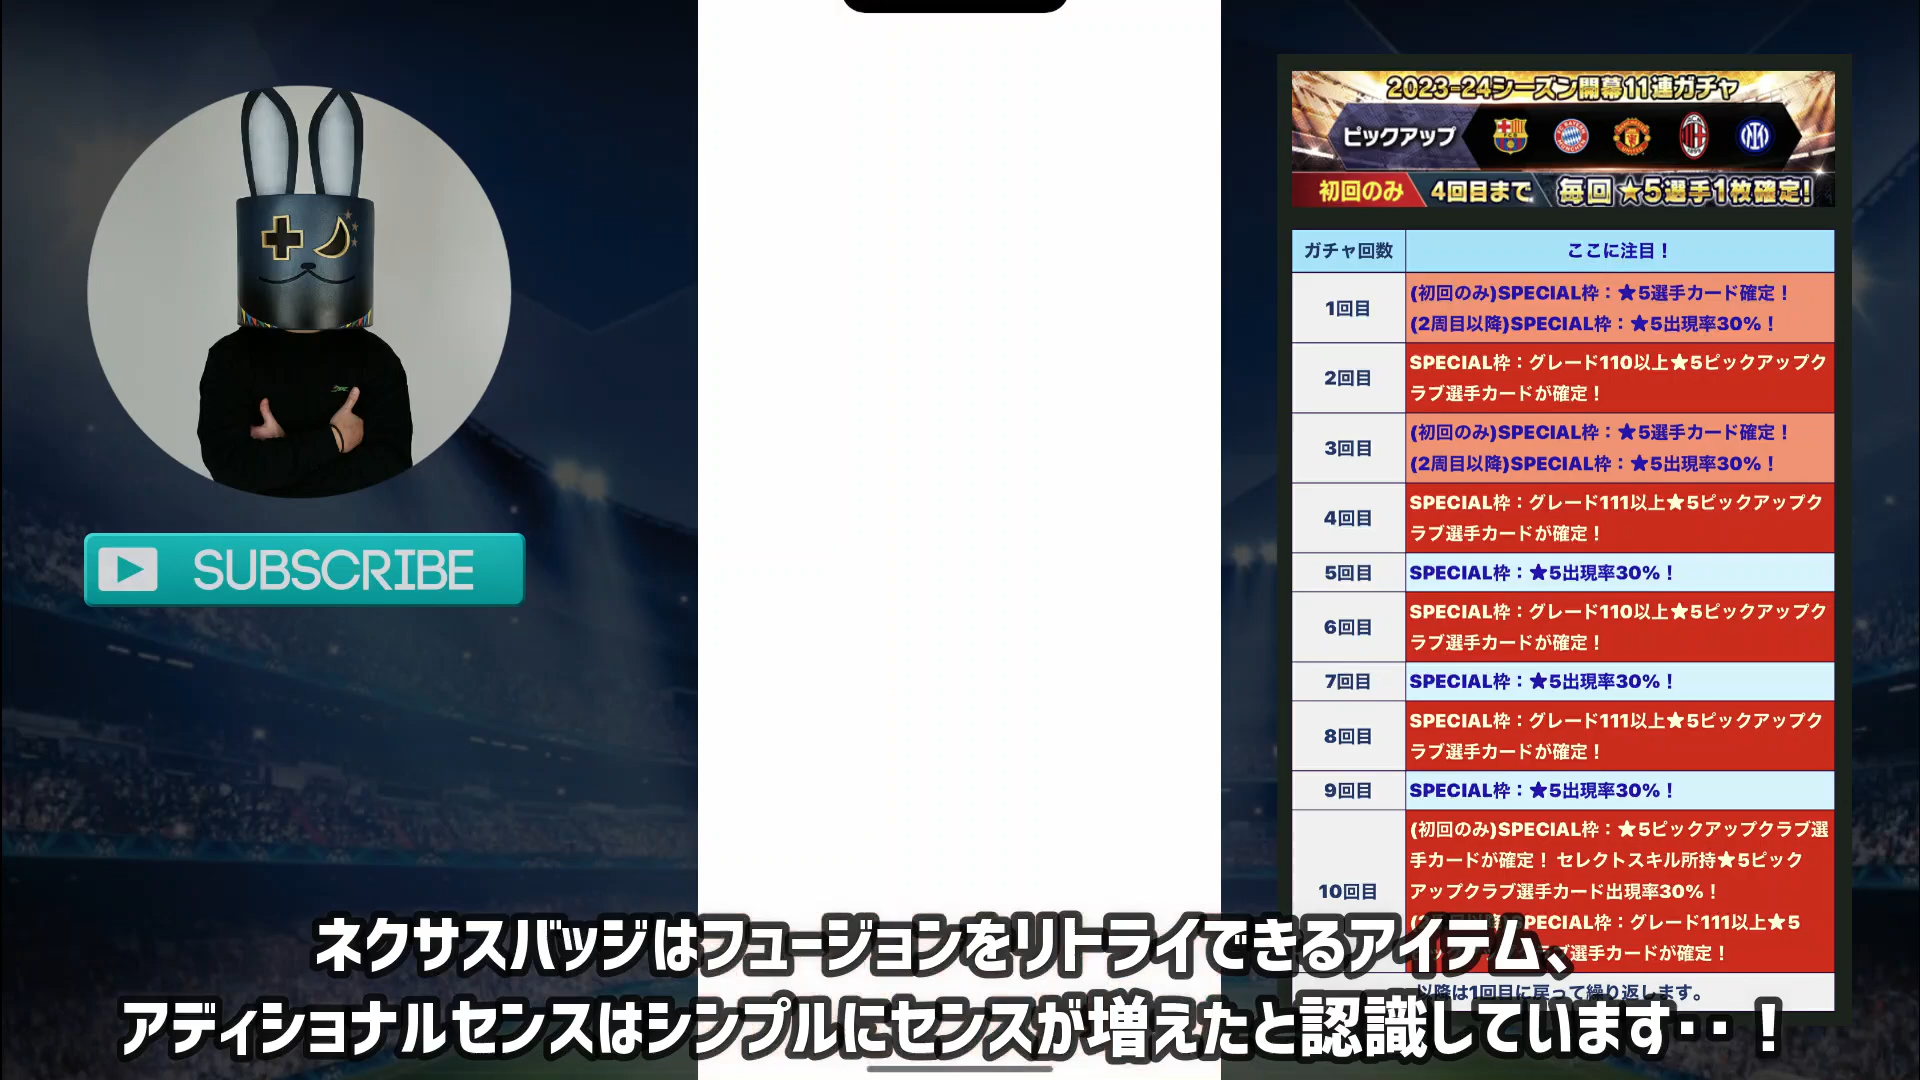 SUBSCRIBE
2023-24シーズン開幕11連ガチャ
ピックアップ
初回のみ 4回目まで 毎回★5選手1枚確定!
ガチャ回数 ここに注目！
1回目
(初回のみ)SPECIAL枠：★5選手カード確定！
(2周目以降)SPECIAL枠：★5出現率30%！
2回目
SPECIAL枠：グレード110以上★5ピックアップク
ラブ選手カードが確定！
3回目
(初回のみ)SPECIAL枠：★5選手カード確定！
(2周目以降)SPECIAL枠：★5出現率30%！
4回目
SPECIAL枠：グレード111以上★5ピックアップク
ラブ選手カードが確定！
5回目 SPECIAL枠：★5出現率30%！
6回目
SPECIAL枠：グレード110以上★5ピックアップク
ラブ選手カードが確定！
7回目 SPECIAL枠：★5出現率30%！
8回目
SPECIAL枠：グレード111以上★5ピックアップク
ラブ選手カードが確定！
9回目 SPECIAL枠：★5出現率30%！
10回目
(初回のみ)SPECIAL枠：★5ピックアップクラブ選
手カードが確定！ セレクトスキル所持★5ピック
アップクラブ選手カード出現率30%！
PECIAL枠：グレード111以上★5
選手カードが確定！
以降は1回目に戻って繰り返します。
ネクサスバッジはフュージョンをリトライできるアイテム、
アディショナルセンスはシンプルにセンスが増えたと認識しています‥！